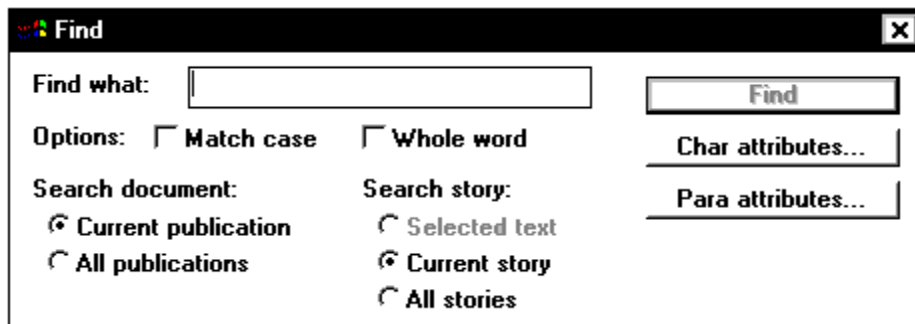 Find
Find what:
Find
Options: Match case Whole word
Char attributes...
Search document: Search story:
Para attributes...
Current publication Selected text
All publications Current story
All stories